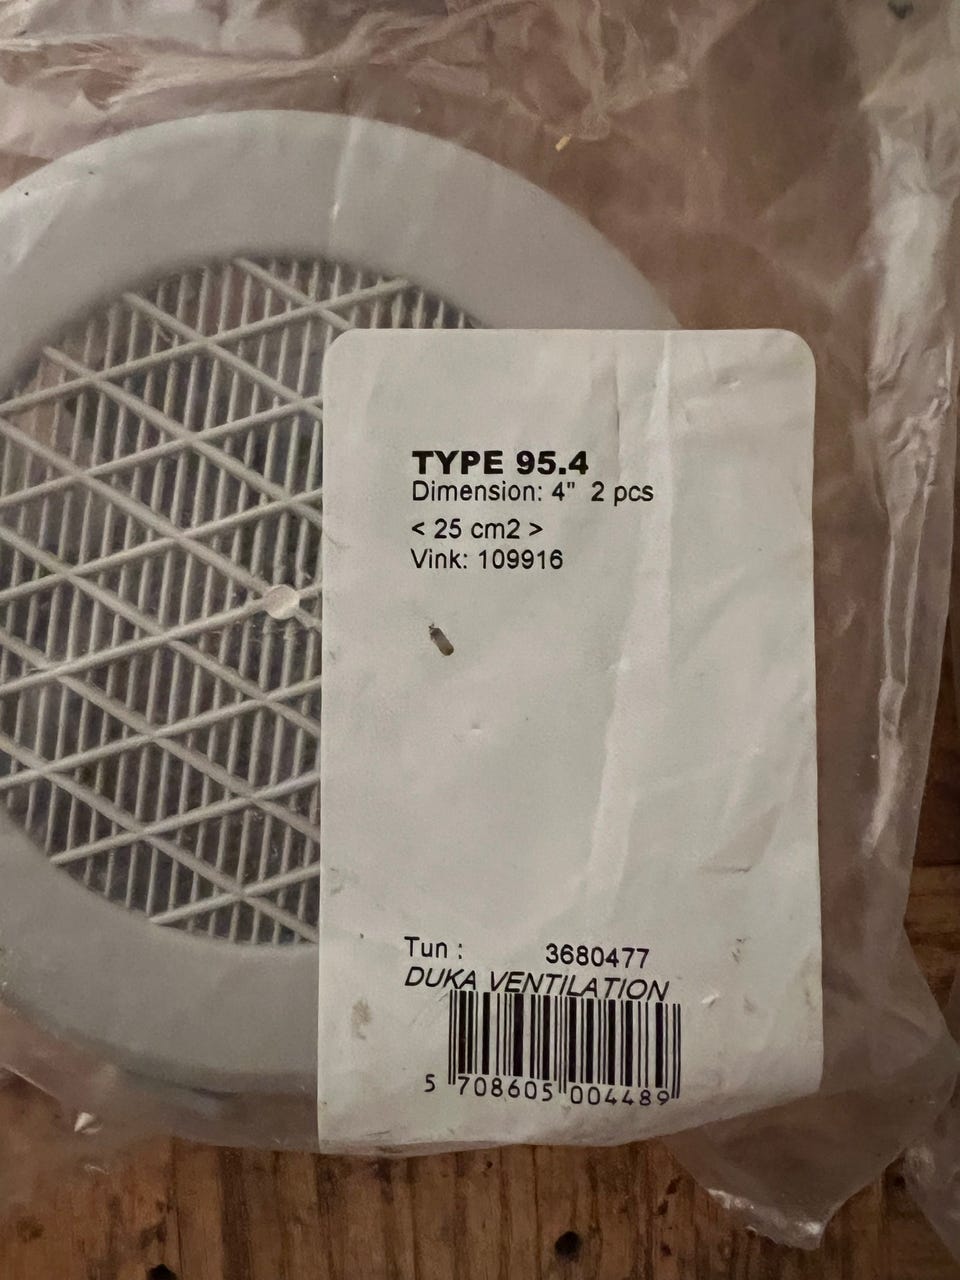 TYPE 95.4
Dimension: 4" 2 pcs
< 25 cm2 >
Vink: 109916
Tun : 3680477
DUKA VENTILATION
5 708605 004489